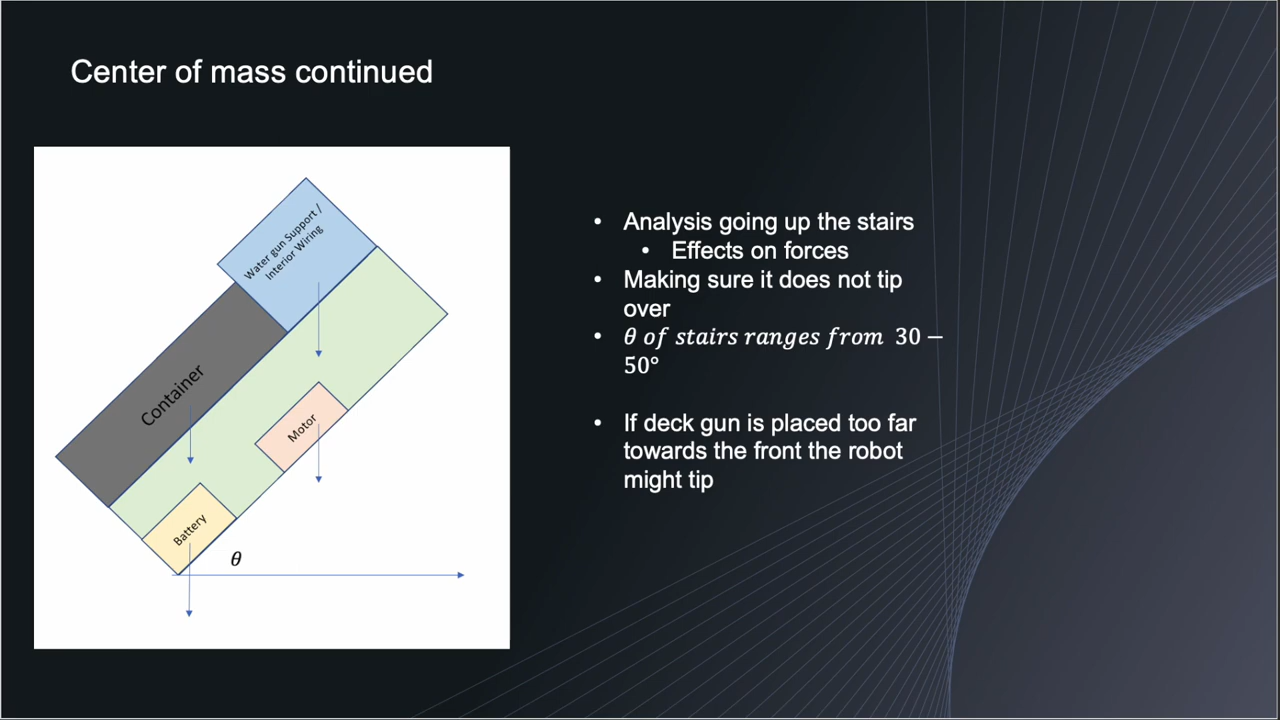 Center of mass continued
Water gun Support /
Interior Wiring
Container
Motor
Battery
θ
• Analysis going up the stairs
• Effects on forces
• Making sure it does not tip
over
• θ of stairs ranges from 30 −
50°
• If deck gun is placed too far
towards the front the robot
might tip